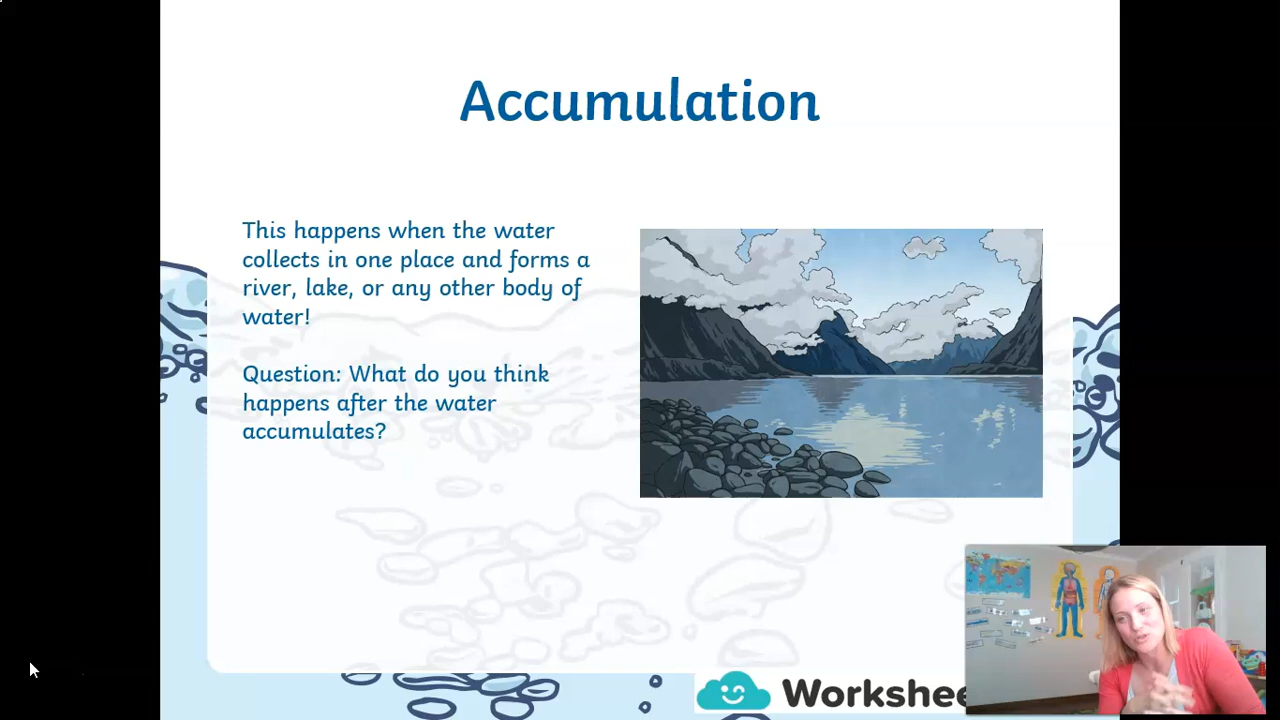 Accumulation
This happens when the water
collects in one place and forms a
river, lake, or any other body of
water!
Question: What do you think
happens after the water
accumulates?